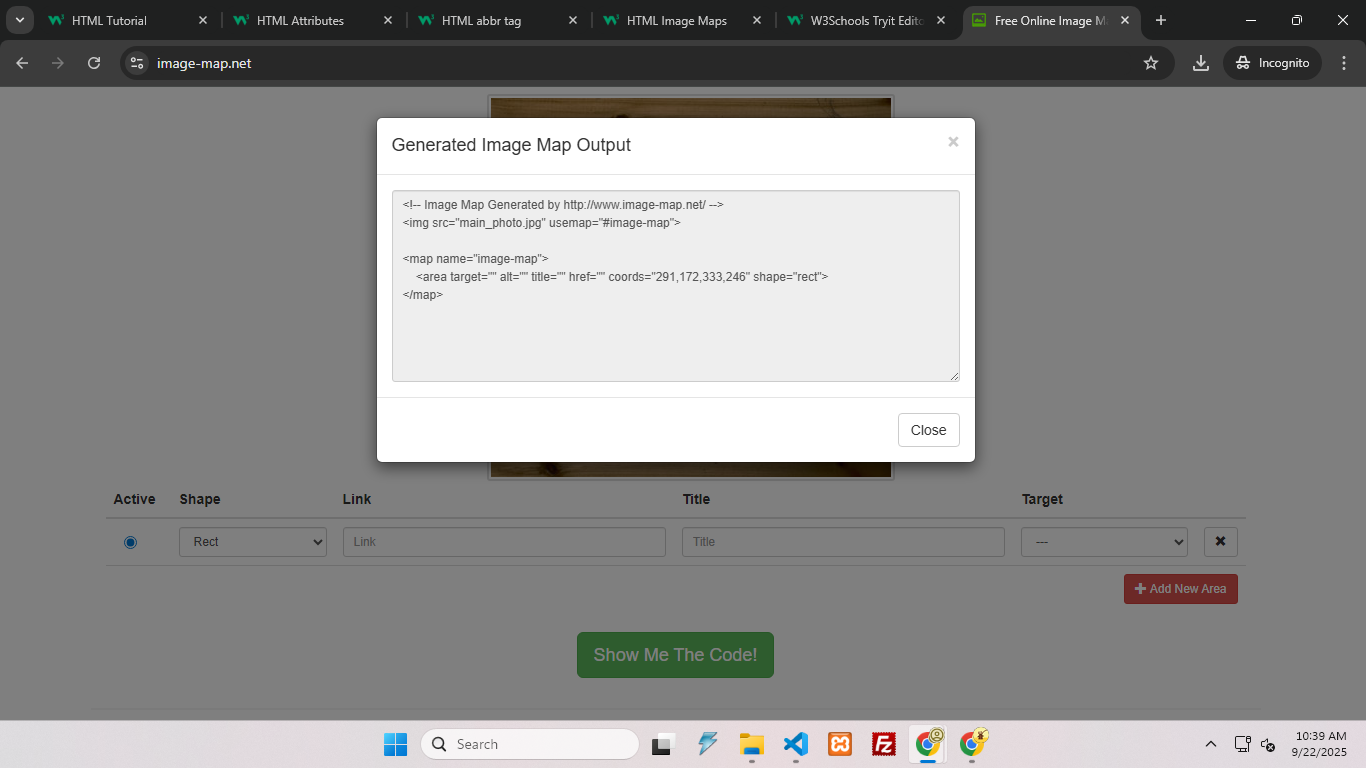 HTML Tutorial
HTML Attributes
HTML abbr tag
HTML Image Maps
W3Schools Tryit Edito
Free Online Image M
image-map.net
Incognito
Generated Image Map Output
<!-- Image Map Generated by http://www.image-map.net/ -->
<img src="main_photo.jpg" usemap="#image-map">
<map name="image-map">
<area target="" alt="" title="" href="" coords="291,172,333,246" shape="rect">
</map>
Close
Active Shape Link Title Target
Rect Link Title ---
Add New Area
Show Me The Code!
Search
10:39 AM
9/22/2025